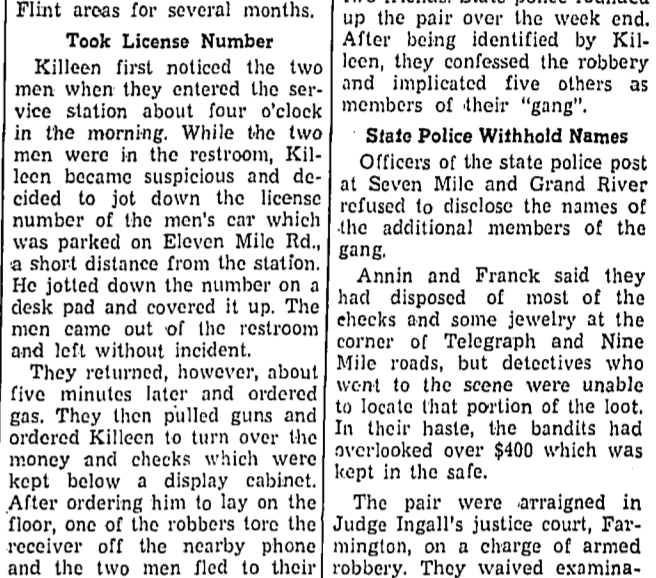 Flint areas for several months.
Took License Number
Killeen first noticed the two
men when they entered the ser-
vice station about four o'clock
in the morning. While the two
men were in the restroom, Kil-
leen became suspicious and de-
cided to jot down the license
number of the men's car which
was parked on Eleven Mile Rd.,
a short distance from the station.
He jotted down the number on a
desk pad and covered it up. The
men came out of the restroom
and left without incident.
They returned, however, about
five minutes later and ordered
gas. They then pulled guns and
ordered Killeen to turn over the
money and checks which were
kept below a display cabinet.
After ordering him to lay on the
floor, one of the robbers tore the
receiver off the nearby phone
and the two men fled to their
up the pair over the week end.
After being identified by Kil-
leen, they confessed the robbery
and implicated five others as
members of their "gang".
State Police Withhold Names
Officers of the state police post
at Seven Mile and Grand River
refused to disclose the names of
the additional members of the
gang.
Annin and Franck said they
had disposed of most of the
checks and some jewelry at the
corner of Telegraph and Nine
Mile roads, but detectives who
went to the scene were unable
to locate that portion of the loot.
In their haste, the bandits had
overlooked over $400 which was
kept in the safe.
The pair were arraigned in
Judge Ingall's justice court, Far-
mington, on a charge of armed
robbery. They waived examina-